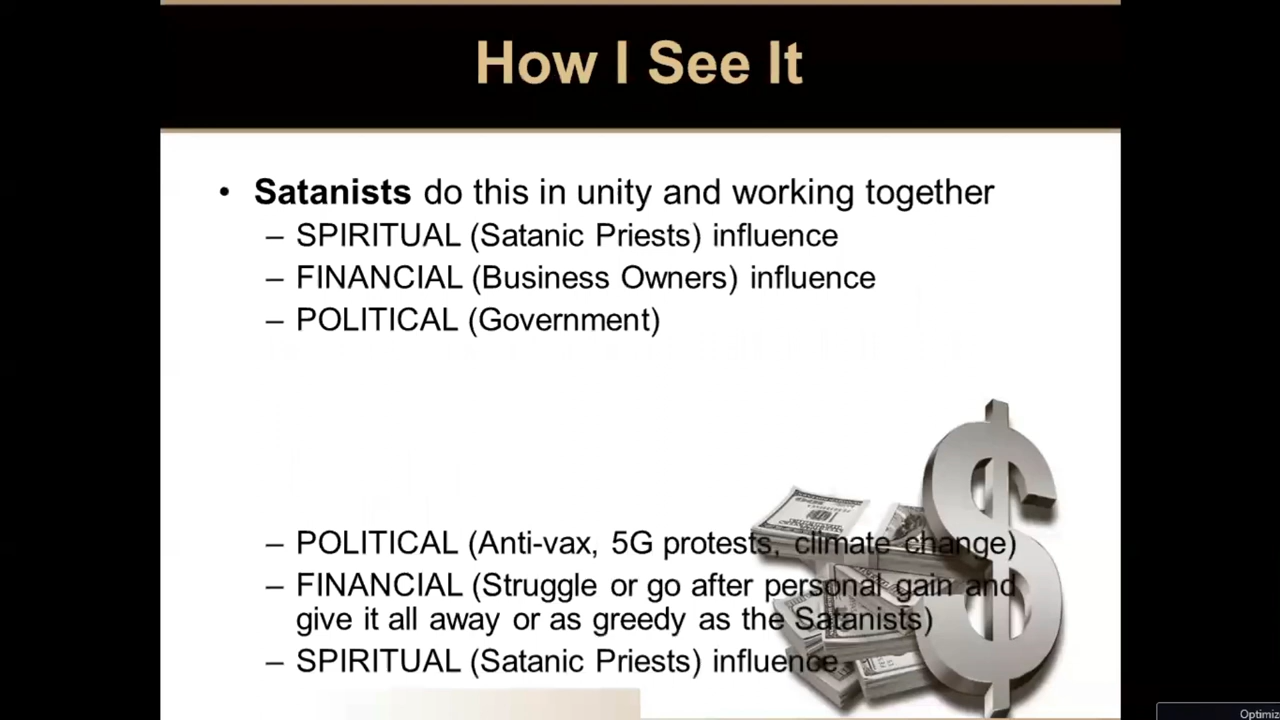 How I See It
• Satanists do this in unity and working together
– SPIRITUAL (Satanic Priests) influence
– FINANCIAL (Business Owners) influence
– POLITICAL (Government)
– POLITICAL (Anti-vax, 5G protests, climate change)
– FINANCIAL (Struggle or go after personal gain and
give it all away or as greedy as the Satanists)
– SPIRITUAL (Satanic Priests) influence
Optimiz